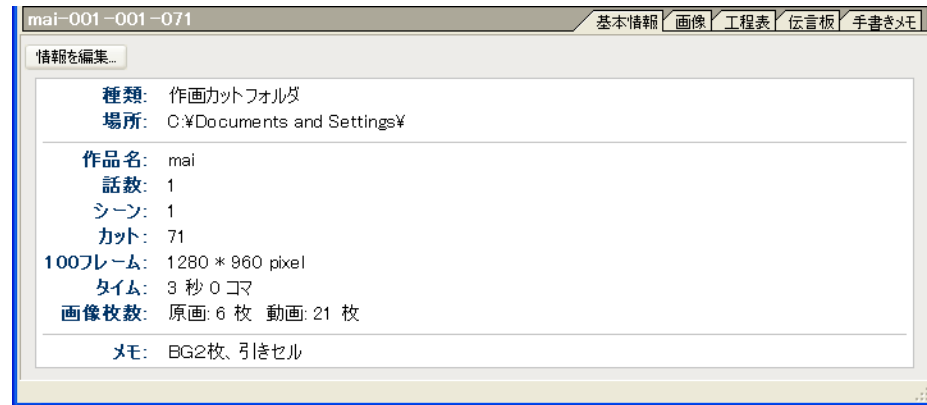 mai-001-001-071 基本情報 画像 工程表 伝言板 手書きメモ
情報を編集...
種類: 作画カットフォルダ
場所: C:¥Documents and Settings¥
作品名: mai
話数: 1
シーン: 1
カット: 71
100フレーム: 1280 * 960 pixel
タイム: 3 秒 0 コマ
画像枚数: 原画: 6 枚 動画: 21 枚
メモ: BG2枚、引きセル